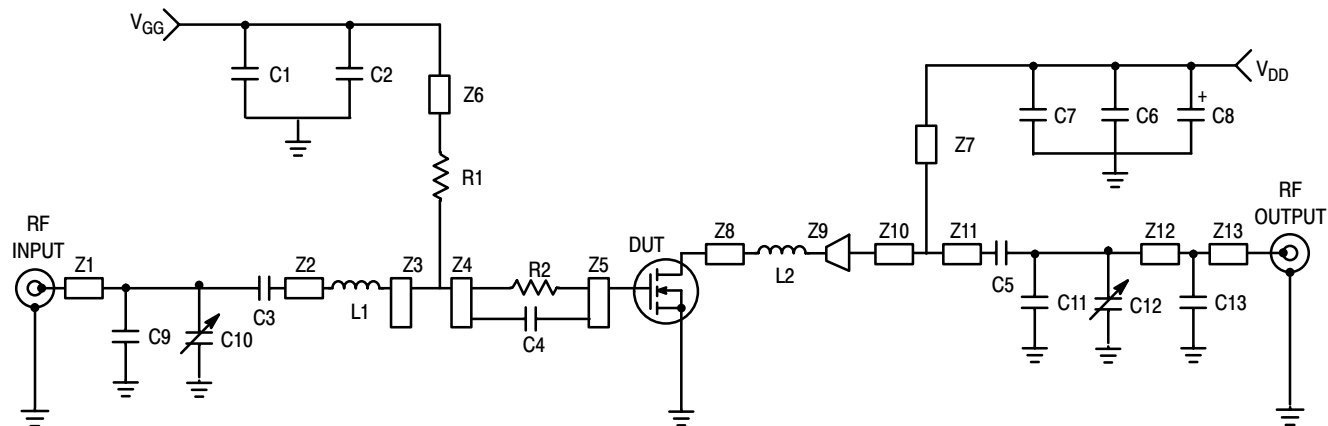 VGG
C1
C2
Z6
R1
VDD
C7
C6
+
C8
Z7
RF
INPUT
Z1
C9
C10
C3
Z2
L1
Z3
Z4
R2
C4
Z5
DUT
Z8
L2
Z9
Z10
Z11
C5
C11
C12
Z12
C13
Z13
RF
OUTPUT